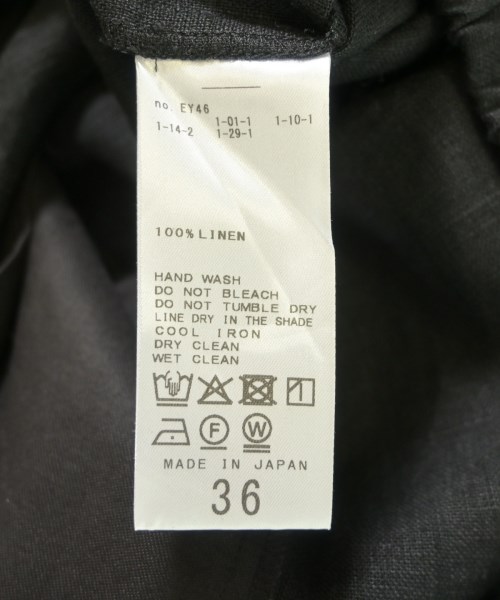 no. EY46
1-01-1 1-10-1
1-14-2 1-29-1
100% LINEN
HAND WASH
DO NOT BLEACH
DO NOT TUMBLE DRY
LINE DRY IN THE SHADE
COOL IRON
DRY CLEAN
WET CLEAN
F W
MADE IN JAPAN
36